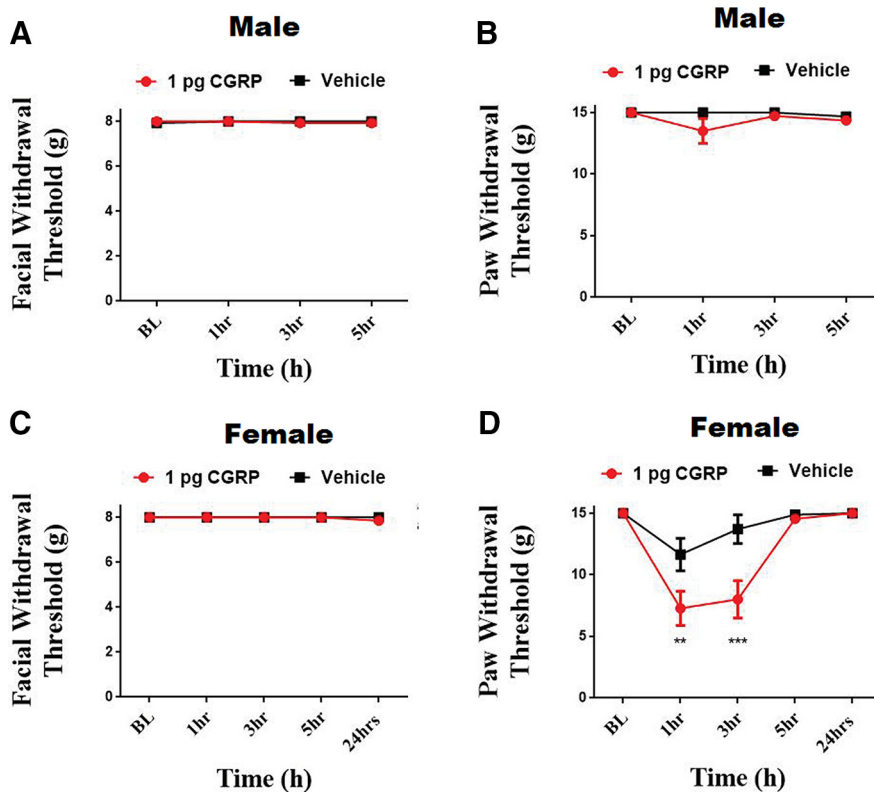 A
Male
1 pg CGRP Vehicle
Facial Withdrawal
Threshold (g)
8
6
4
2
0
BL 1hr 3hr 5hr
Time (h)
B
Male
1 pg CGRP Vehicle
Paw Withdrawal
Threshold (g)
15
10
5
0
BL 1hr 3hr 5hr
Time (h)
C
Female
1 pg CGRP Vehicle
Facial Withdrawal
Threshold (g)
8
6
4
2
0
BL 1hr 3hr 5hr 24hrs
Time (h)
D
Female
1 pg CGRP Vehicle
Paw Withdrawal
Threshold (g)
15
10
5
0
** ***
BL 1hr 3hr 5hr 24hrs
Time (h)